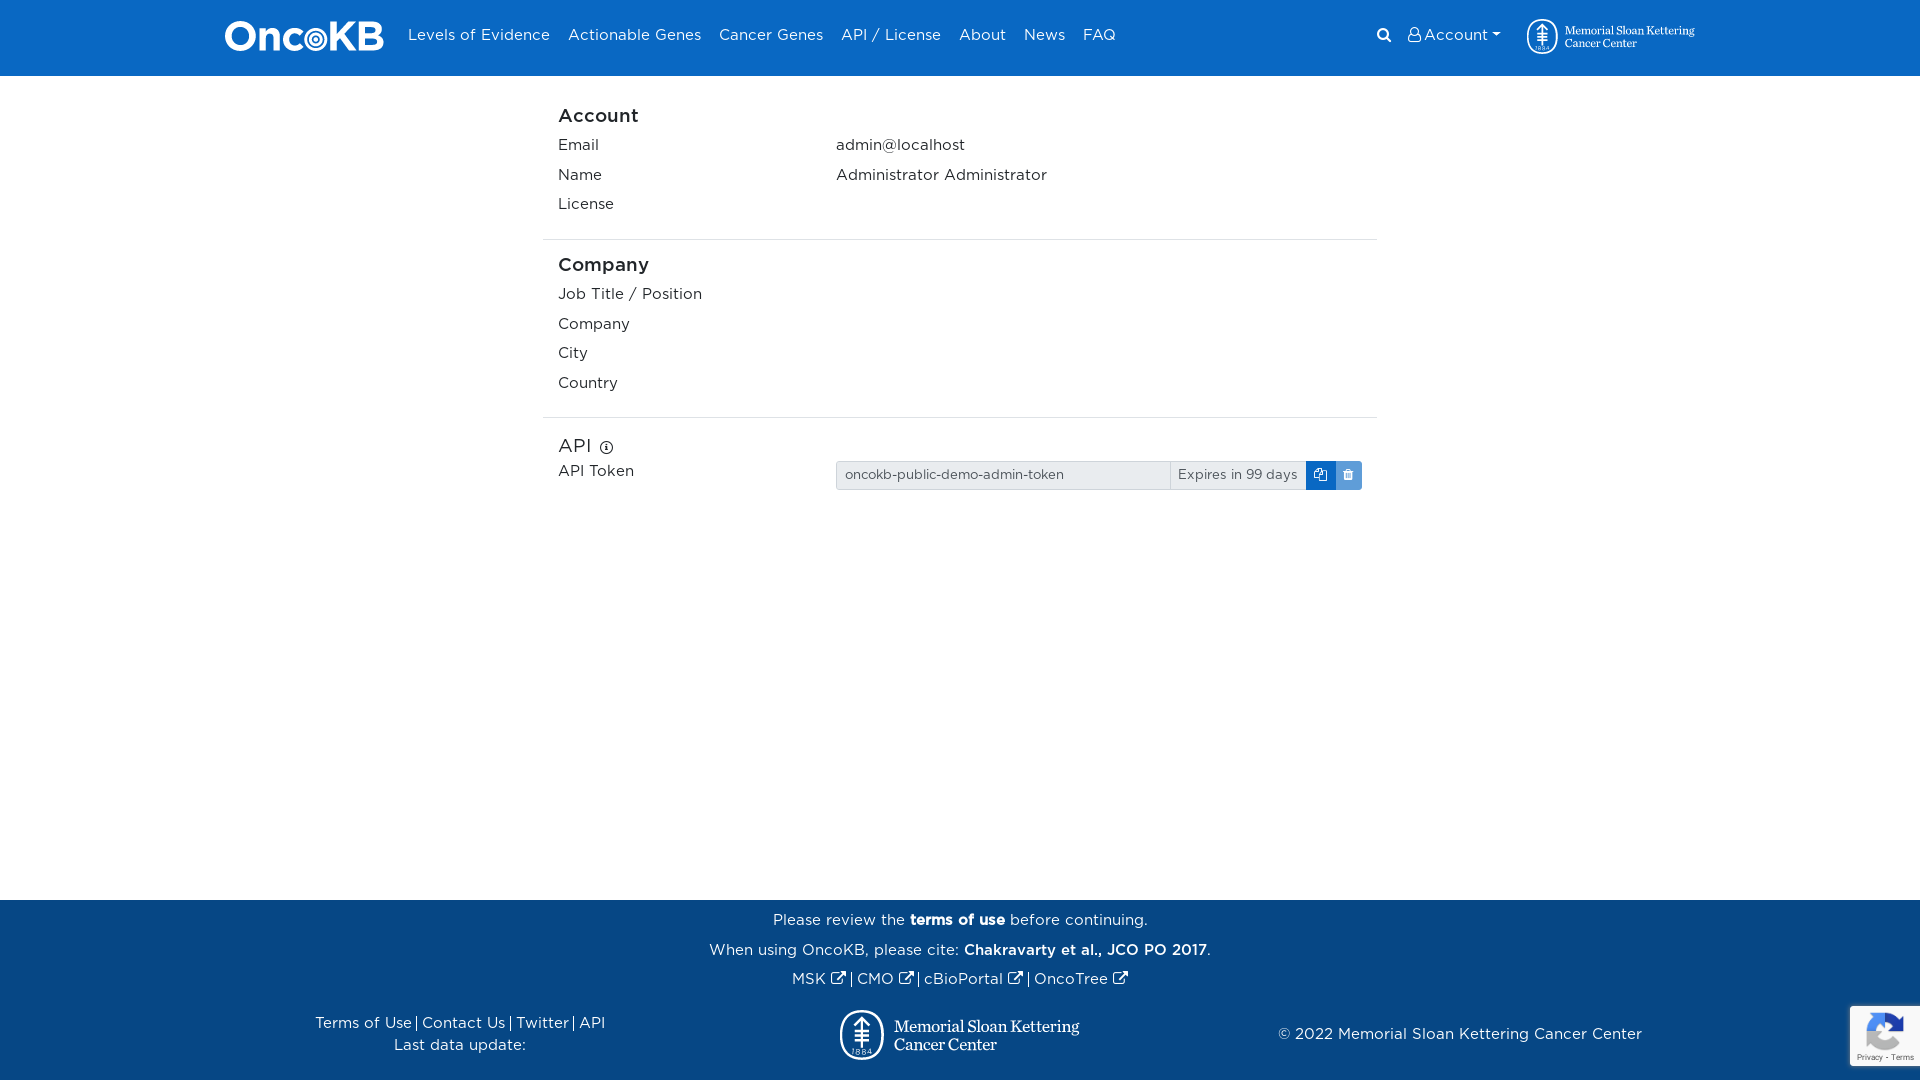 OncoKB Levels of Evidence Actionable Genes Cancer Genes API / License About News FAQ Account Memorial Sloan Kettering Cancer Center 1884
Account
Email admin@localhost
Name Administrator Administrator
License
Company
Job Title / Position
Company
City
Country
API
API Token oncokb-public-demo-admin-token Expires in 99 days
Please review the terms of use before continuing.
When using OncoKB, please cite: Chakravarty et al., JCO PO 2017.
MSK | CMO | cBioPortal | OncoTree
Terms of Use | Contact Us | Twitter | API
Last data update:
1884 Memorial Sloan Kettering
Cancer Center
© 2022 Memorial Sloan Kettering Cancer Center
Privacy - Terms